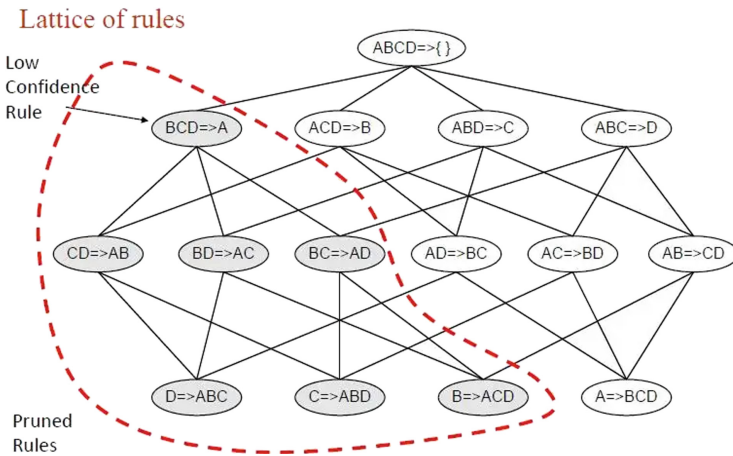 Lattice of rules
ABCD=>{ }
Low
Confidence
Rule
BCD=>A
ACD=>B
ABD=>C
ABC=>D
CD=>AB
BD=>AC
BC=>AD
AD=>BC
AC=>BD
AB=>CD
D=>ABC
C=>ABD
B=>ACD
A=>BCD
Pruned
Rules